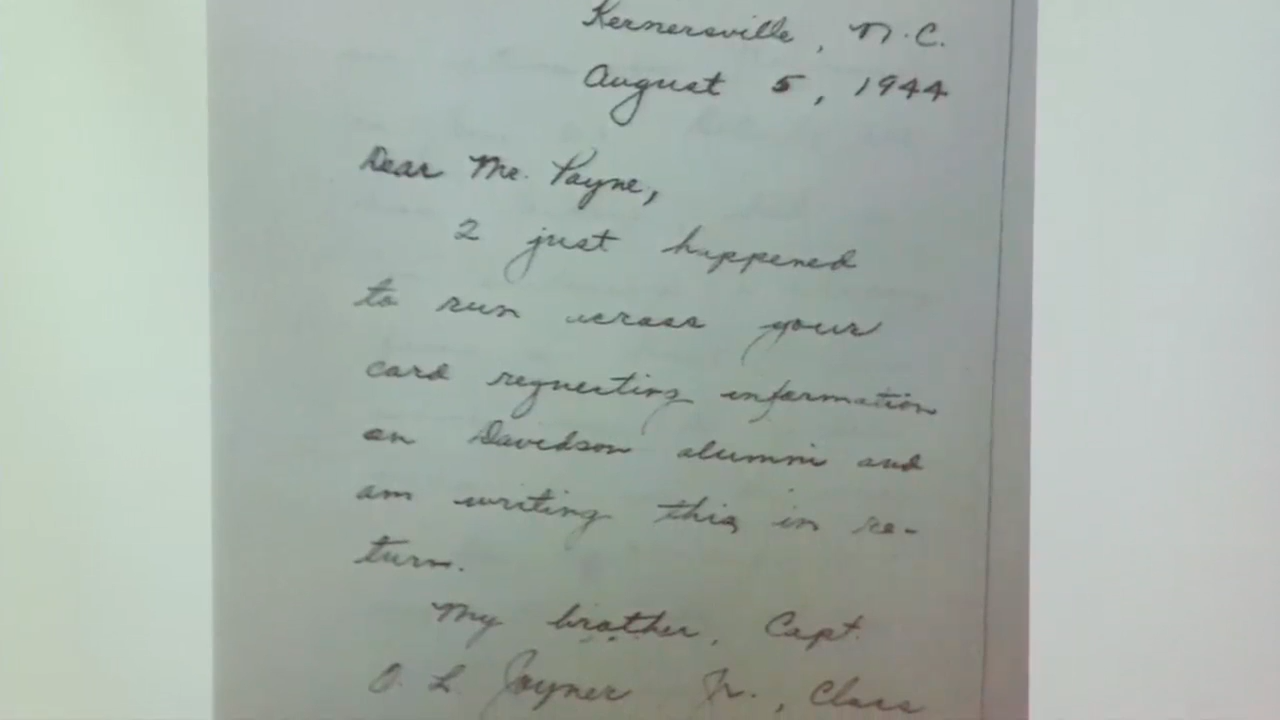 Kernersville, N.C.
August 5, 1944
Dear Mr. Payne,
I just happened
to run across your
card requesting information
on Davidson alumni and
am writing this in re-
turn.
My brother, Capt.
O. L. Joyner Jr., Class